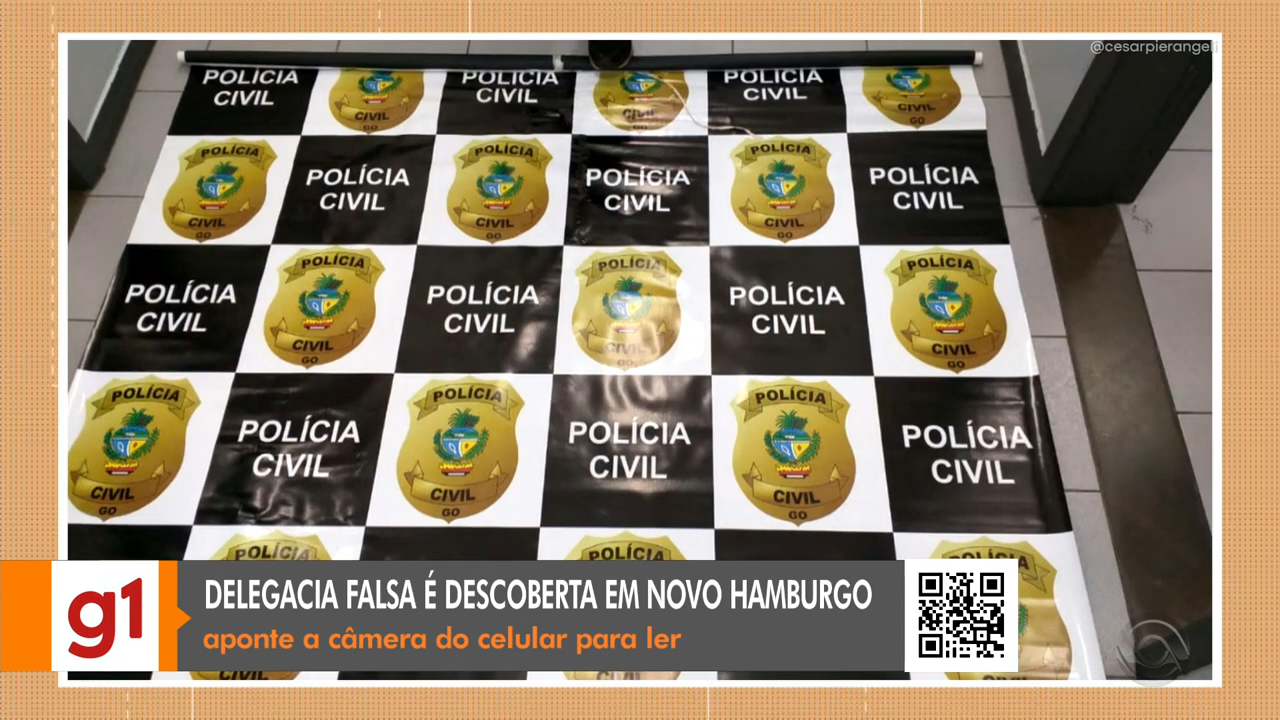 @cesarpierangeli
POLÍCIA CIVIL POLÍCIA CIVIL POLÍCIA CIVIL
CIVIL GO CIVIL GO CIVIL GO
POLÍCIA CIVIL GO POLÍCIA CIVIL POLÍCIA CIVIL GO POLÍCIA CIVIL POLÍCIA CIVIL GO POLÍCIA CIVIL
POLÍCIA CIVIL POLÍCIA CIVIL GO POLÍCIA CIVIL POLÍCIA CIVIL GO POLÍCIA CIVIL POLÍCIA CIVIL GO
POLÍCIA CIVIL GO POLÍCIA CIVIL POLÍCIA CIVIL GO POLÍCIA CIVIL POLÍCIA CIVIL GO POLÍCIA CIVIL
POLÍCIA POLÍCIA POLÍCIA
g1
DELEGACIA FALSA É DESCOBERTA EM NOVO HAMBURGO
aponte a câmera do celular para ler